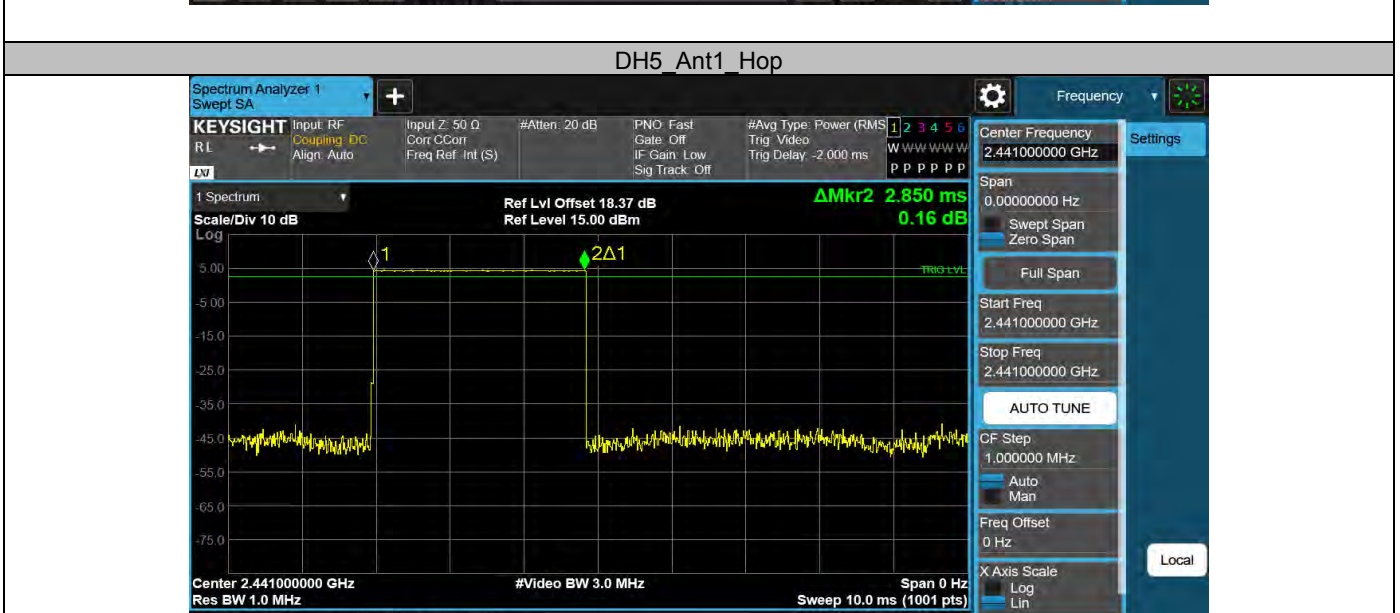 DH5_Ant1_Hop
Spectrum Analyzer 1
Swept SA
+
Frequency
KEYSIGHT Input: RF Input Z: 50 Ω #Atten: 20 dB PNO: Fast #Avg Type: Power (RMS 1 2 3 4 5 6
RL Coupling: DC Corr CCorr Gate: Off Trig: Video W W W W W W
Align: Auto Freq Ref: Int (S) IF Gain: Low Trig Delay: -2.000 ms
LXI Sig Track: Off P P P P P P
Center Frequency
2.441000000 GHz
Settings
1 Spectrum
Ref Lvl Offset 18.37 dB
ΔMkr2 2.850 ms
Scale/Div 10 dB
Ref Level 15.00 dBm
0.16 dB
Log
1
2Δ1
TRIG LVL
5.00
-5.00
-15.0
-25.0
-35.0
-45.0
-55.0
-65.0
-75.0
Center 2.441000000 GHz
#Video BW 3.0 MHz
Span 0 Hz
Res BW 1.0 MHz
Sweep 10.0 ms (1001 pts)
Span
0.00000000 Hz
Swept Span
Zero Span
Full Span
Start Freq
2.441000000 GHz
Stop Freq
2.441000000 GHz
AUTO TUNE
CF Step
1.000000 MHz
Auto
Man
Freq Offset
0 Hz
X Axis Scale
Log
Lin
Local